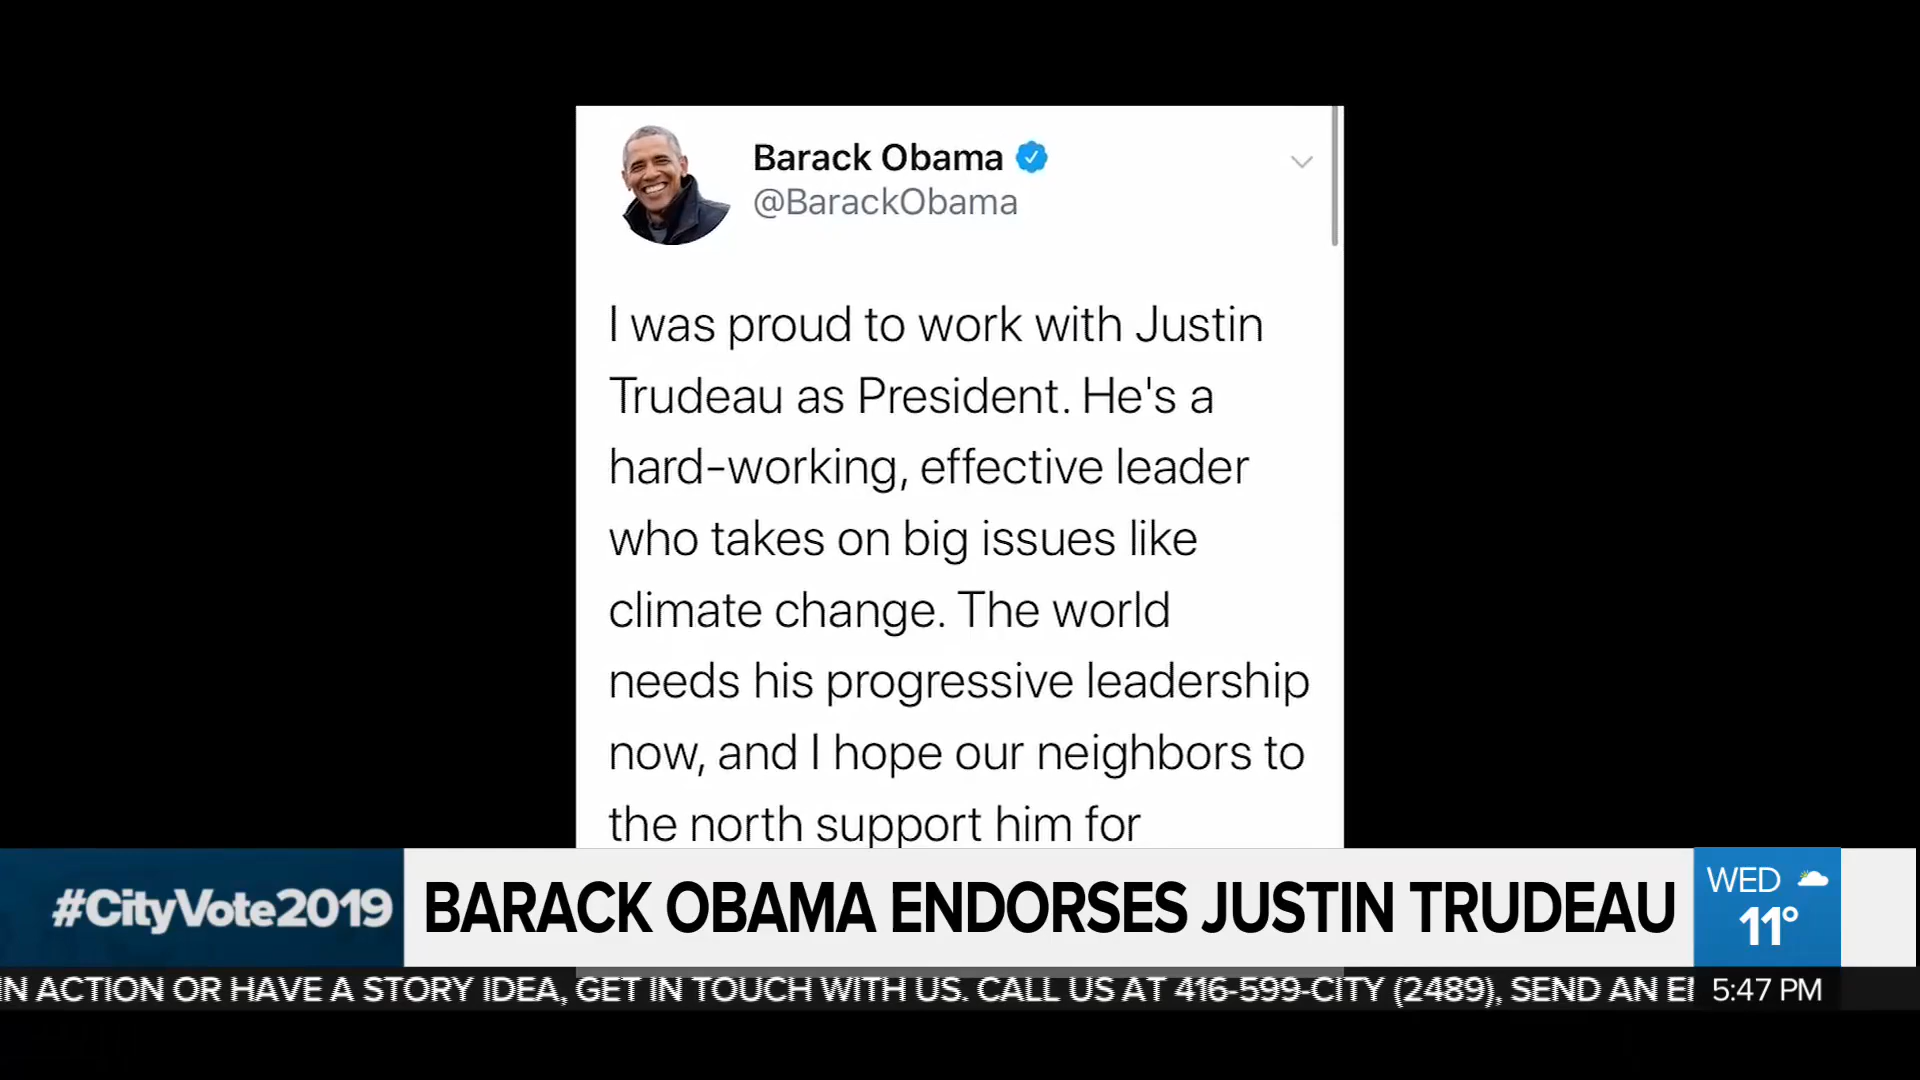 Barack Obama
@BarackObama
I was proud to work with Justin
Trudeau as President. He's a
hard-working, effective leader
who takes on big issues like
climate change. The world
needs his progressive leadership
now, and I hope our neighbors to
the north support him for
#CityVote2019
BARACK OBAMA ENDORSES JUSTIN TRUDEAU
WED
11°
IN ACTION OR HAVE A STORY IDEA, GET IN TOUCH WITH US. CALL US AT 416-599-CITY (2489), SEND AN
5:47 PM